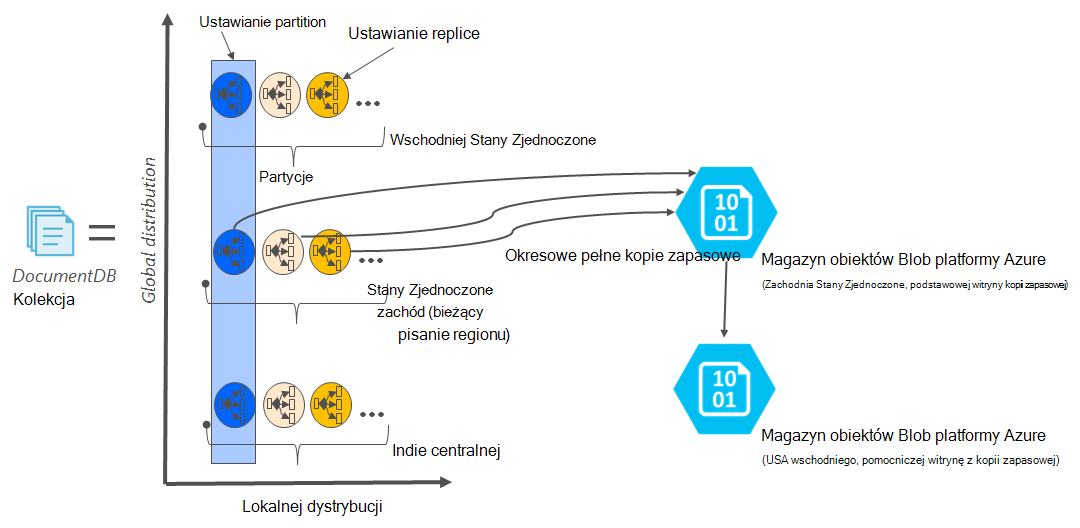 Ustawianie partition
Ustawianie replice
Wschodniej Stany Zjednoczone
Partycje
Global distribution
DocumentDB
Kolekcja
=
Stany Zjednoczone
zachód (bieżący
pisanie regionu)
Okresowe pełne kopie zapasowe
10
01
Magazyn obiektów Blob platformy Azure
(Zachodnia Stany Zjednoczone, podstawowej witryny kopii zapasowej)
10
01
Magazyn obiektów Blob platformy Azure
(USA wschodniego, pomocniczej witrynę z kopii zapasowej)
Indie centralnej
Lokalnej dystrybucji